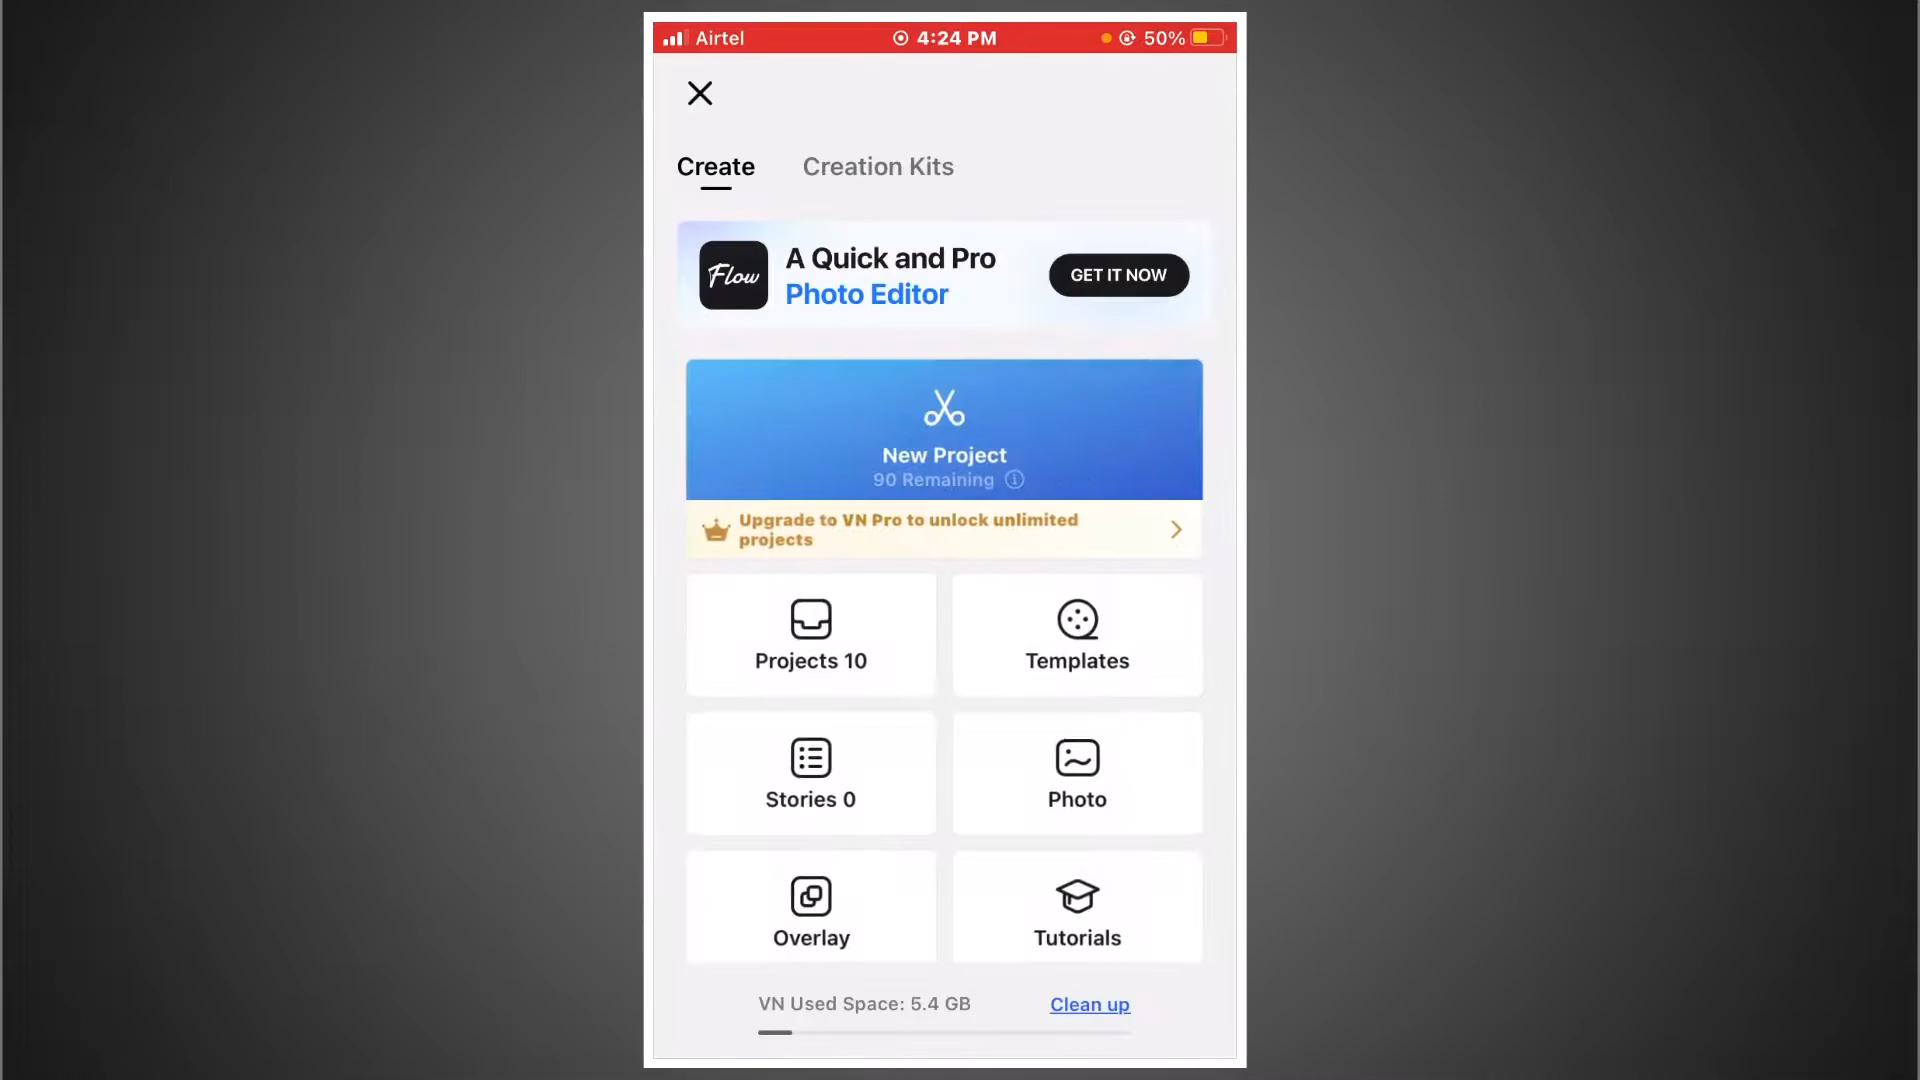 Airtel
4:24 PM
50%
Create
Creation Kits
Flow
A Quick and Pro
Photo Editor
GET IT NOW
New Project
90 Remaining
Upgrade to VN Pro to unlock unlimited
projects
Projects 10
Templates
Stories 0
Photo
Overlay
Tutorials
VN Used Space: 5.4 GB
Clean up